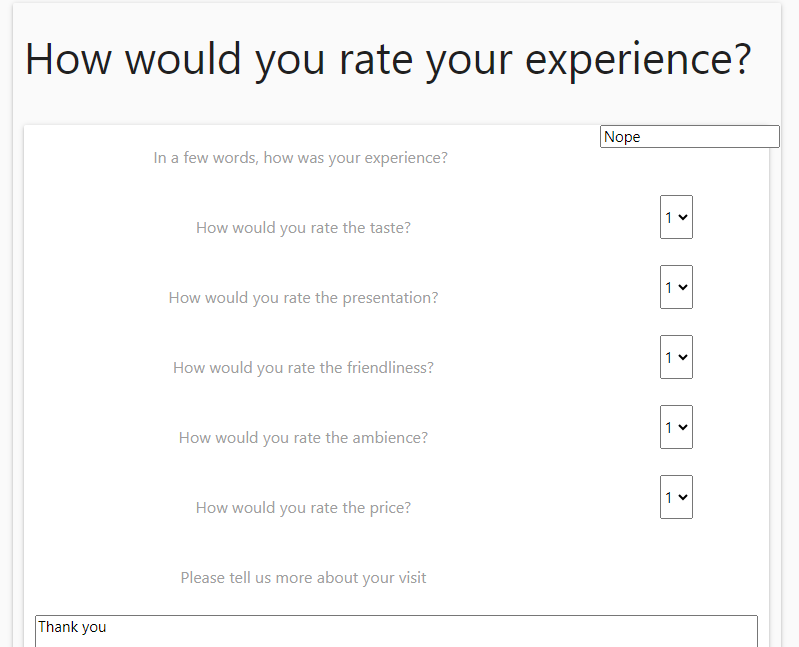 How would you rate your experience?
In a few words, how was your experience?
Nope
How would you rate the taste?
1
How would you rate the presentation?
1
How would you rate the friendliness?
1
How would you rate the ambience?
1
How would you rate the price?
1
Please tell us more about your visit
Thank you